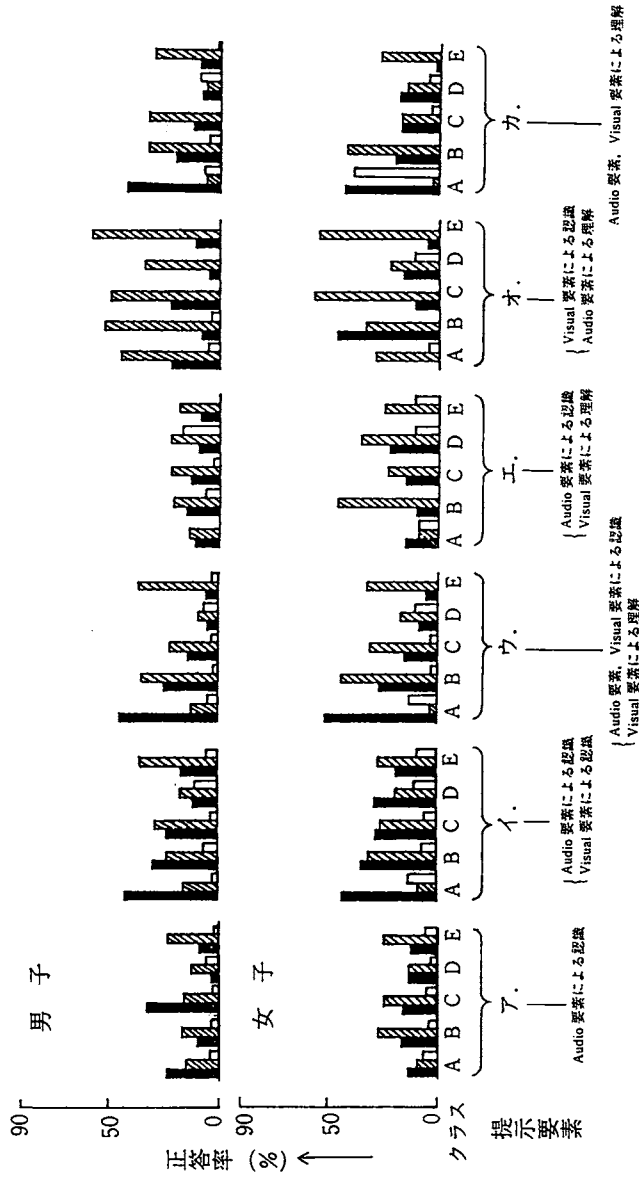 男子
90
50
0
正答率(%)
女子
90
50
0
クラス
A B C D E
A B C D E
A B C D E
A B C D E
A B C D E
A B C D E
提示要素
ア.
イ.
ウ.
エ.
オ.
カ.
Audio 要素による認識
Audio 要素による認識
Visual 要素による認識
Audio 要素, Visual 要素による認識
Visual 要素による理解
Audio 要素による認識
Visual 要素による理解
Visual 要素による認識
Audio 要素による理解
Audio 要素, Visual 要素による理解